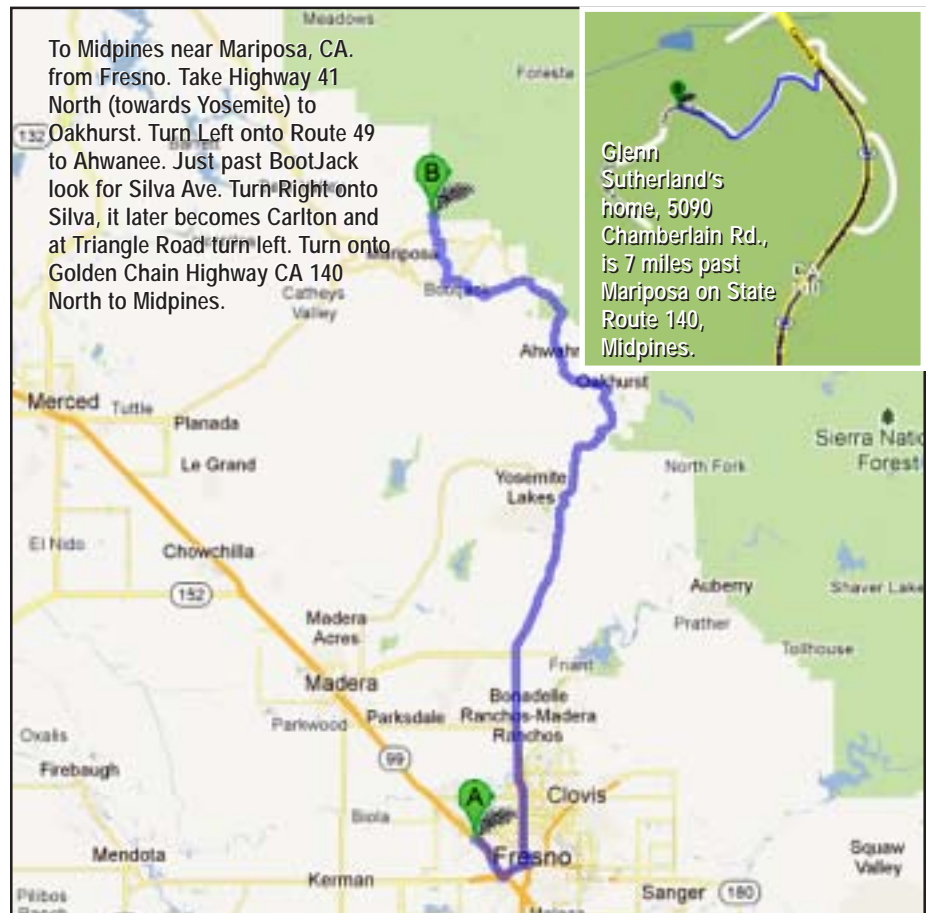 Meadows
To Midpines near Mariposa, CA.
from Fresno. Take Highway 41
North (towards Yosemite) to
Oakhurst. Turn Left onto Route 49
to Ahwanee. Just past BootJack
look for Silva Ave. Turn Right onto
Silva, it later becomes Carlton and
at Triangle Road turn left. Turn onto
Golden Chain Highway CA 140
North to Midpines.
Foresta
132
Glenn
Sutherland's
home, 5090
Chamberlain Rd.,
is 7 miles past
Mariposa on State
Route 140,
Midpines.
B
Mariposa
Catheys
Valley
Oakhurst
Merced
Tuttle
Planada
Le Grand
Sierra
Forest
North Fork
Yosemite
Lakes
El Nido
Chowchilla
152
Auberry
Shaver Lake
Madera
Acres
Prather
Tollhouse
Friant
Madera
Bonadelle
Ranchos-Madera
Ranchos
Parkwood
Parksdale
Oxalis
Firebaugh
99
A
Clovis
Biola
Mendota
Fresno
Squaw
Valley
Kerman
Sanger
180